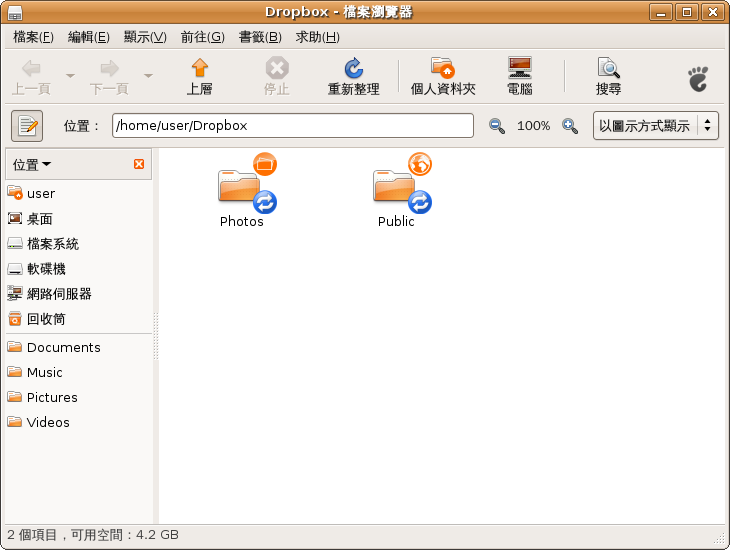 Dropbox - 檔案瀏覽器
檔案(F) 編輯(E) 顯示(V) 前往(G) 書籤(B) 求助(H)
上一頁 下一頁 上層 停止 重新整理 個人資料夾 電腦 搜尋
位置： /home/user/Dropbox 100% 以圖示方式顯示
位置
user
桌面
檔案系統
軟碟機
網路伺服器
回收筒
Documents
Music
Pictures
Videos
Photos Public
2 個項目，可用空間：4.2 GB